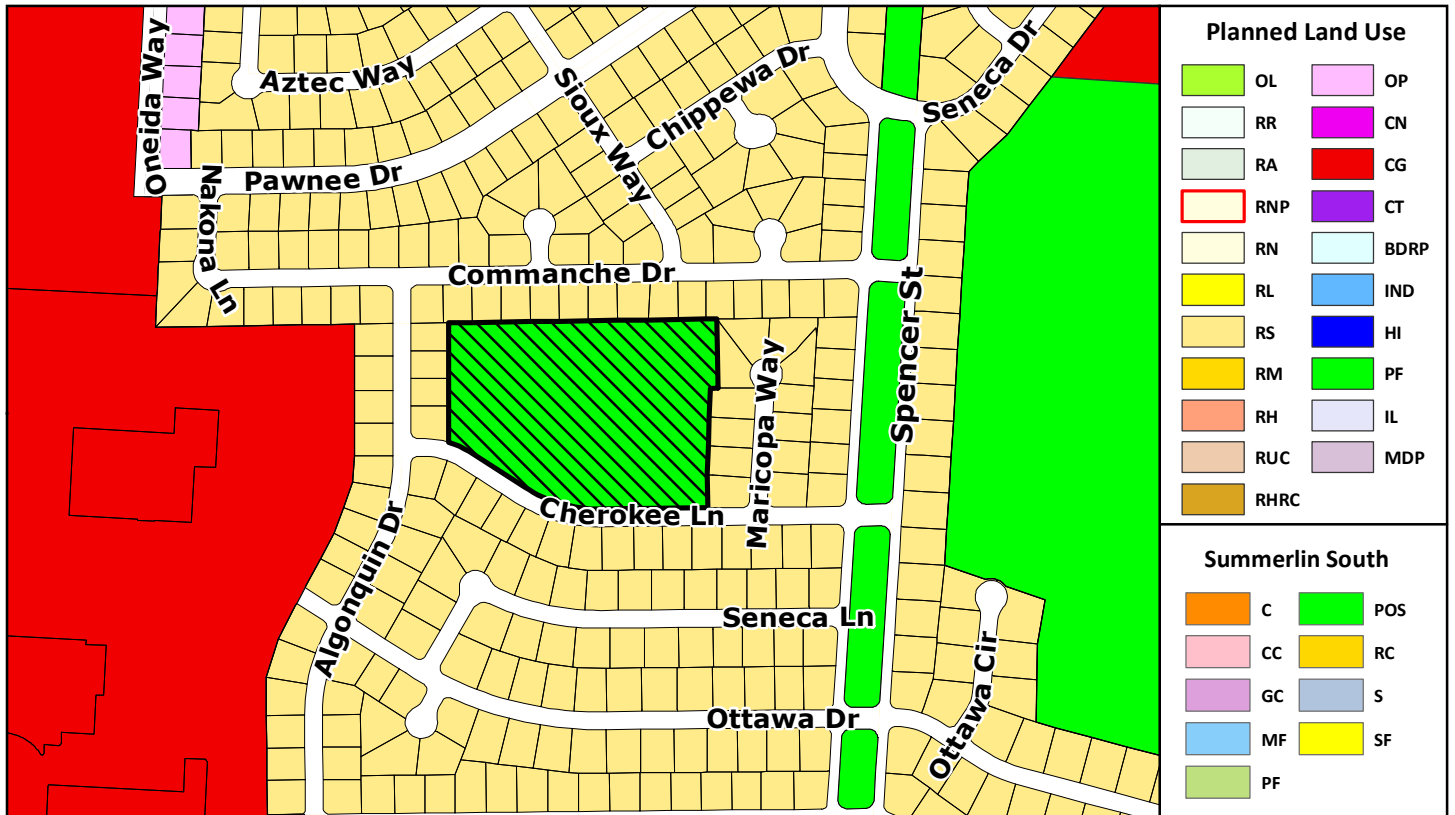 Oneida Way
Aztec Way
Sioux Way
Chippewa Dr
Seneca Dr
Nakona Ln
Pawnee Dr
Commanche Dr
Spencer St
Maricopa Way
Cherokee Ln
Algonquin Dr
Seneca Ln
Ottawa Dr
Ottawa Cir
Planned Land Use
OL OP
RR CN
RA CG
RNP CT
RN BDRP
RL IND
RS HI
RM PF
RH IL
RUC MDP
RHRC
Summerlin South
C POS
CC RC
GC S
MF SF
PF